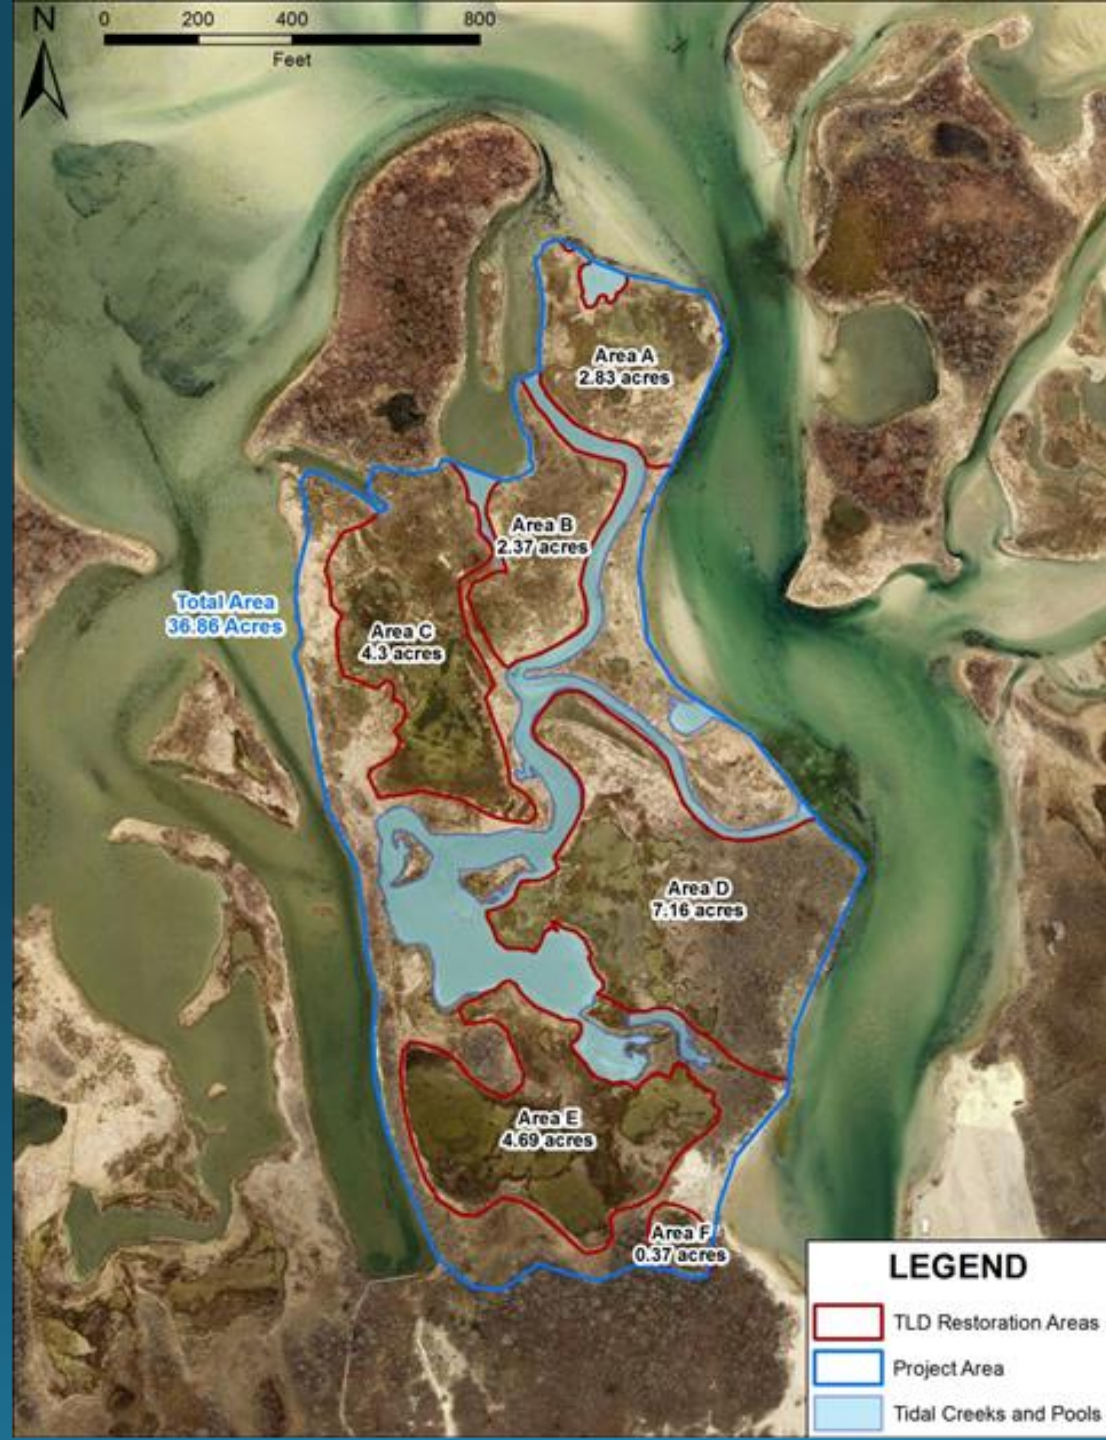 N
0 200 400 800
Feet
Area A
2.83 acres
Area B
2.37 acres
Total Area
36.86 Acres
Area C
4.3 acres
Area D
7.16 acres
Area E
4.69 acres
Area F
0.37 acres
LEGEND
TLD Restoration Areas
Project Area
Tidal Creeks and Pools